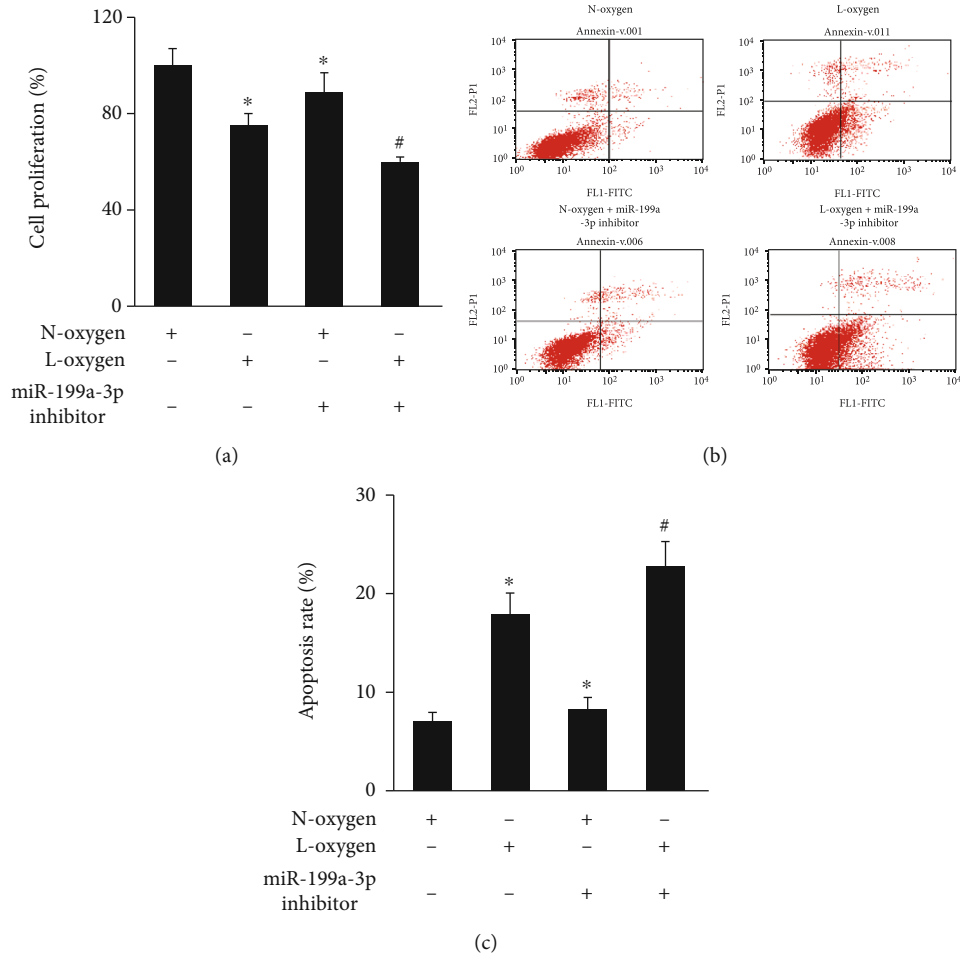 120
80
40
0
Cell proliferation (%)
*
*
#
N-oxygen + – + –
L-oxygen – + – +
miR-199a-3p
inhibitor – – + +
(a)
N-oxygen
Annexin-v.001
10⁴
10³
10²
10¹
10⁰
FL2-P1
10⁰ 10¹ 10² 10³ 10⁴
FL1-FITC
L-oxygen
Annexin-v.011
10⁴
10³
10²
10¹
10⁰
FL2-P1
10⁰ 10¹ 10² 10³ 10⁴
FL1-FITC
N-oxygen + miR-199a
-3p inhibitor
Annexin-v.006
10⁴
10³
10²
10¹
10⁰
FL2-P1
10⁰ 10¹ 10² 10³ 10⁴
FL1-FITC
L-oxygen + miR-199a
-3p inhibitor
Annexin-v.008
10⁴
10³
10²
10¹
10⁰
FL2-P1
10⁰ 10¹ 10² 10³ 10⁴
FL1-FITC
(b)
30
20
10
0
Apoptosis rate (%)
*
*
#
N-oxygen + – + –
L-oxygen – + – +
miR-199a-3p
inhibitor – – + +
(c)